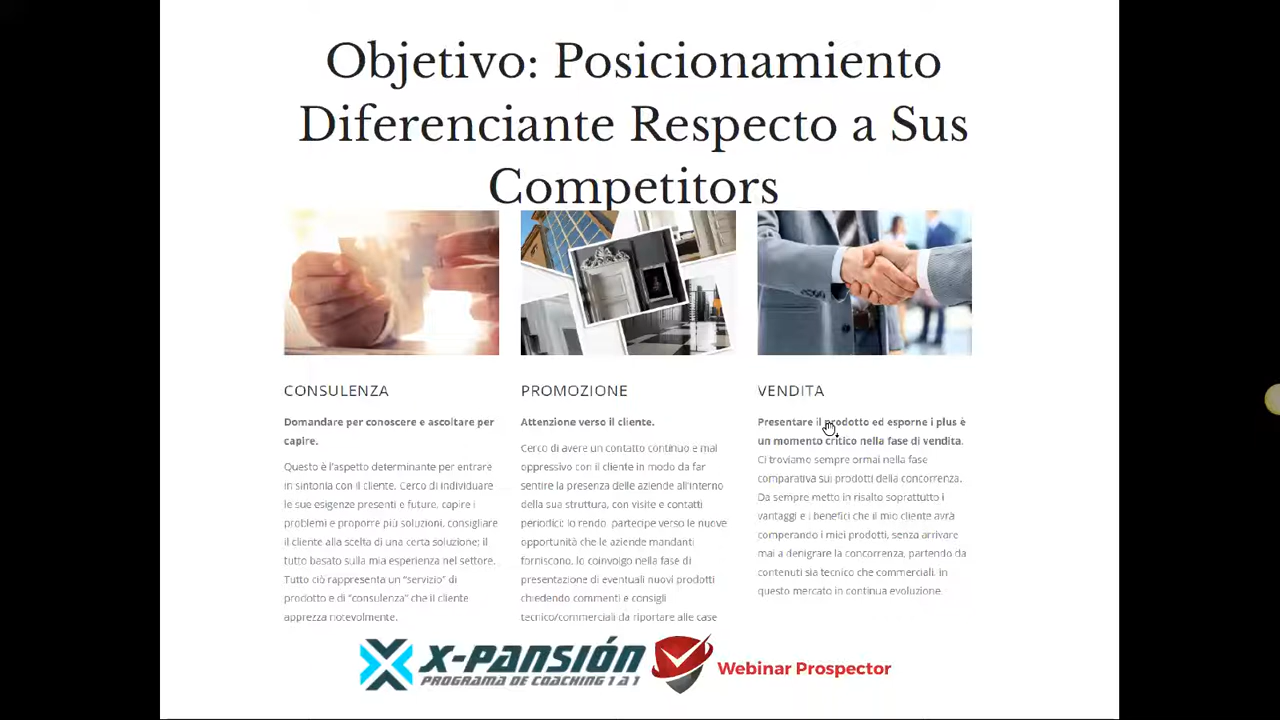 Objetivo: Posicionamiento
Diferenciante Respecto a Sus
Competitors
CONSULENZA
Domandare per conoscere e ascoltare per
capire.
Questo è l'aspetto determinante per entrare
in sintonia con il cliente. Cerco di individuare
le sue esigenze presenti e future, capire i
problemi e proporre più soluzioni, consigliare
il cliente alla scelta di una certa soluzione; il
tutto basato sulla mia esperienza nel settore.
Tutto ciò rappresenta un "servizio" di
prodotto e di "consulenza" che il cliente
apprezza notevolmente.
PROMOZIONE
Attenzione verso il cliente.
Cerco di avere un contatto continuo e mai
oppressivo con il cliente in modo da far
sentire la presenza delle aziende all'interno
della sua struttura, con visite e contatti
periodici; lo rendo partecipe verso le nuove
opportunità che le aziende mandanti
forniscono, lo coinvolgo nella fase di
presentazione di eventuali nuovi prodotti
chiedendo commenti e consigli
tecnico/commerciali da riportare alle case
VENDITA
Presentare il prodotto ed esporne i plus è
un momento critico nella fase di vendita.
Ci troviamo sempre ormai nella fase
comparativa sui prodotti della concorrenza.
Da sempre metto in risalto soprattutto i
vantaggi e i benefici che il mio cliente avrà
comperando i miei prodotti, senza arrivare
mai a denigrare la concorrenza, partendo da
contenuti sia tecnico che commerciali, in
questo mercato in continua evoluzione.
X-PANSIÓN
PROGRAMA DE COACHING 1 A 1
Webinar Prospector